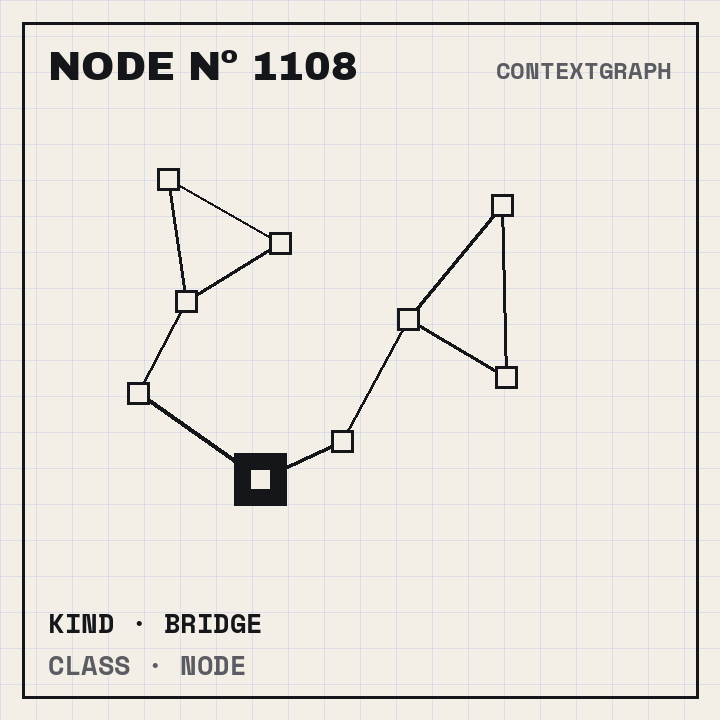 NODE Nº 1108
CONTEXTGRAPH
KIND · BRIDGE
CLASS · NODE